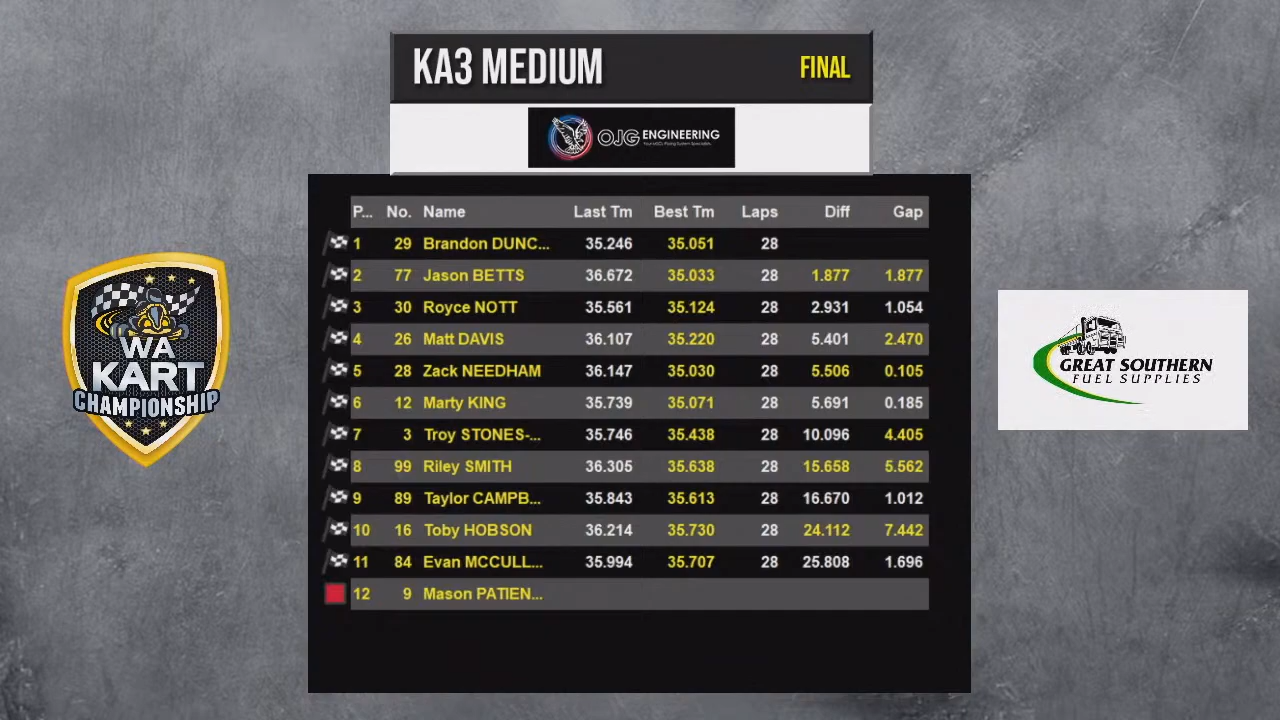 KA3 MEDIUM FINAL
OJG ENGINEERING
P... No. Name Last Tm Best Tm Laps Diff Gap
1 29 Brandon DUNC... 35.246 35.051 28
2 77 Jason BETTS 36.672 35.033 28 1.877 1.877
3 30 Royce NOTT 35.561 35.124 28 2.931 1.054
4 26 Matt DAVIS 36.107 35.220 28 5.401 2.470
5 28 Zack NEEDHAM 36.147 35.030 28 5.506 0.105
6 12 Marty KING 35.739 35.071 28 5.691 0.185
7 3 Troy STONES-... 35.746 35.438 28 10.096 4.405
8 99 Riley SMITH 36.305 35.638 28 15.658 5.562
9 89 Taylor CAMPB... 35.843 35.613 28 16.670 1.012
10 16 Toby HOBSON 36.214 35.730 28 24.112 7.442
11 84 Evan MCCULL... 35.994 35.707 28 25.808 1.696
12 9 Mason PATIEN...
WA
KART
CHAMPIONSHIP
GREAT SOUTHERN
FUEL SUPPLIES